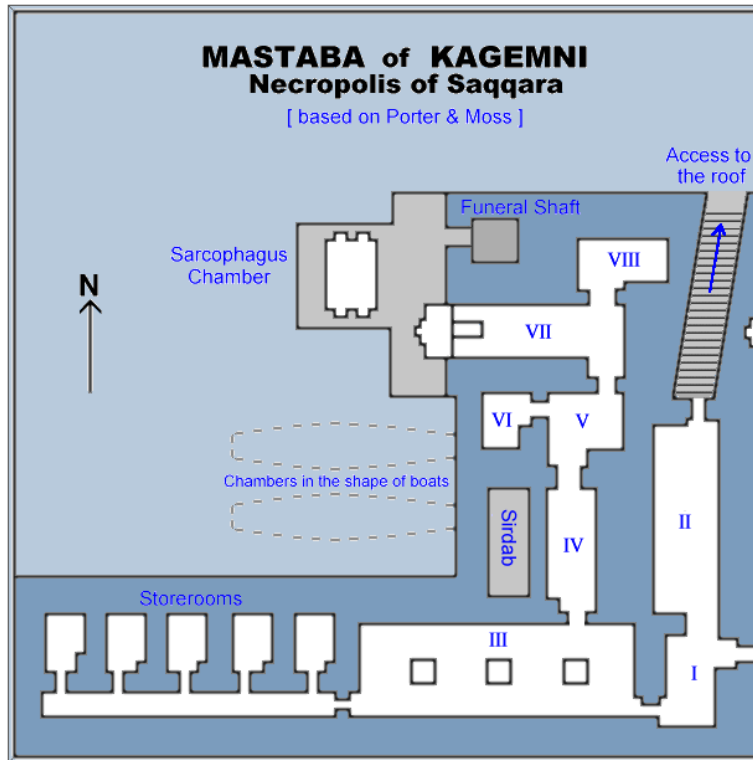 MASTABA of KAGEMNI
Necropolis of Saqqara
[ based on Porter & Moss ]
Access to
the roof
Funeral Shaft
Sarcophagus
Chamber
VIII
N
VII
VI
V
Chambers in the shape of boats
Sirdab
IV
II
Storerooms
III
I